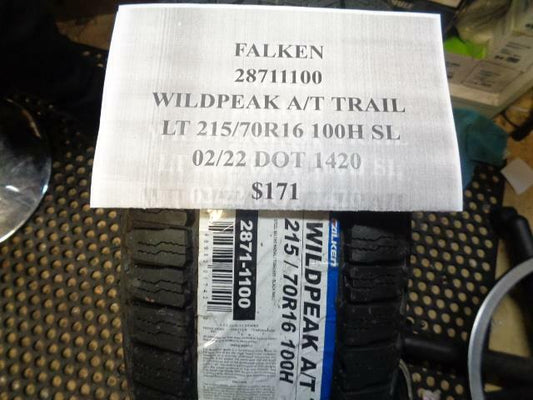 FALKEN
28711100
WILDPEAK A/T TRAIL
LT 215/70R16 100H SL
02/22 DOT 1420
$171
2871-1100
FALKEN
WILDPEAK A/T
215 / 70R16 100H